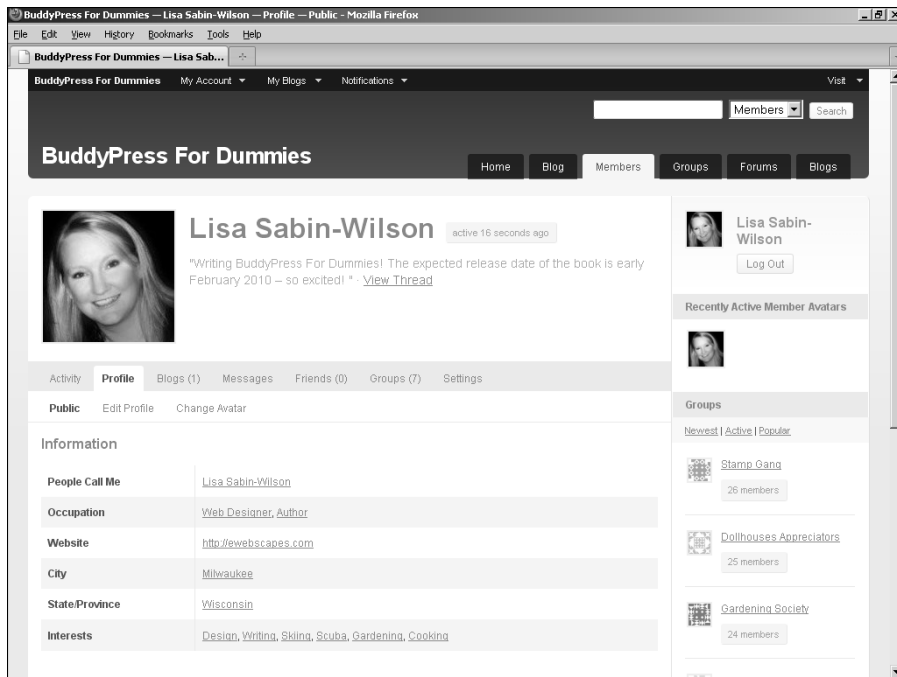 BuddyPress For Dummies — Lisa Sabin-Wilson — Profile — Public - Mozilla Firefox
File Edit View History Bookmarks Tools Help
BuddyPress For Dummies — Lisa Sab...
BuddyPress For Dummies My Account My Blogs Notifications Visit
Members Search
BuddyPress For Dummies
Home Blog Members Groups Forums Blogs
Lisa Sabin-Wilson active 16 seconds ago
"Writing BuddyPress For Dummies! The expected release date of the book is early
February 2010 – so excited! " · View Thread
Activity Profile Blogs (1) Messages Friends (0) Groups (7) Settings
Public Edit Profile Change Avatar
Information
People Call Me Lisa Sabin-Wilson
Occupation Web Designer, Author
Website http://ewebscapes.com
City Milwaukee
State/Province Wisconsin
Interests Design, Writing, Skiing, Scuba, Gardening, Cooking
Lisa Sabin-
Wilson
Log Out
Recently Active Member Avatars
Groups
Newest | Active | Popular
Stamp Gang
26 members
Dollhouses Appreciators
25 members
Gardening Society
24 members